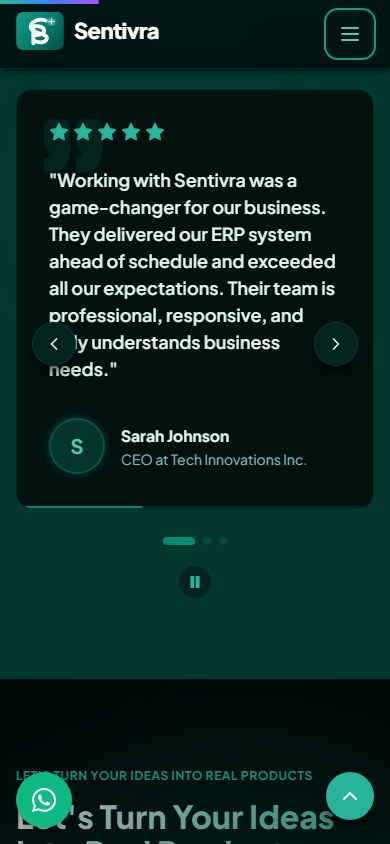 Sentivra
"Working with Sentivra was a
game-changer for our business.
They delivered our ERP system
ahead of schedule and exceeded
all our expectations. Their team is
professional, responsive, and
understands business
needs."
S
Sarah Johnson
CEO at Tech Innovations Inc.
LET'S TURN YOUR IDEAS INTO REAL PRODUCTS
Let's Turn Your Ideas